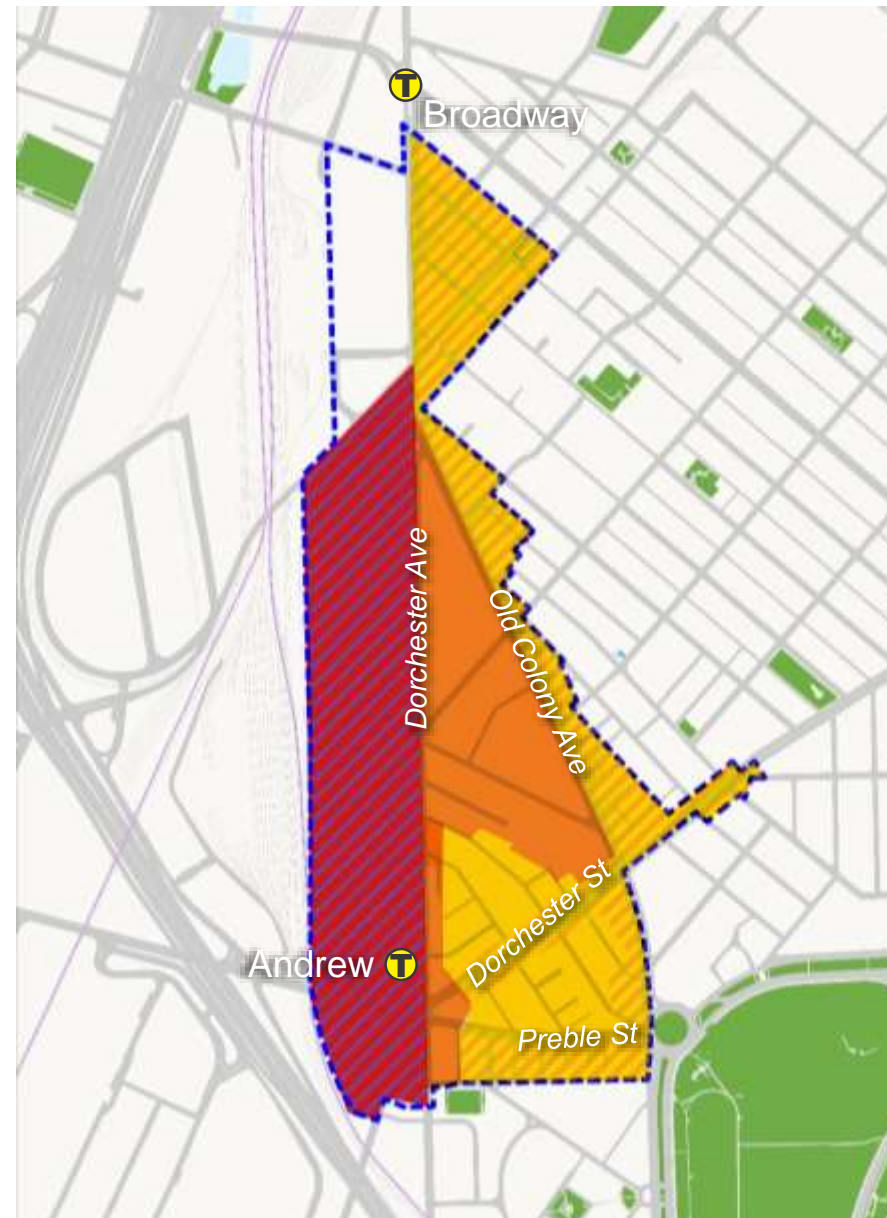 T
Broadway
Dorchester Ave
Old Colony Ave
Dorchester St
Andrew T
Preble St